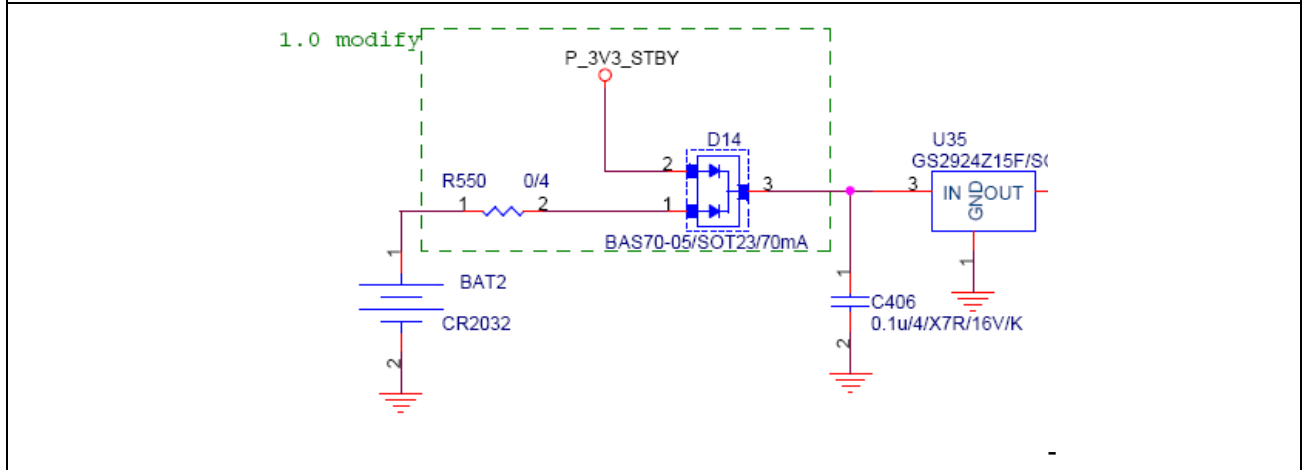 1.0 modify
P_3V3_STBY
D14
U35
GS2924Z15F/S
2
R550 0/4
3
3
IN GND OUT
1 2
1
BAS70-05/SOT23/70mA
1
1
1
BAT2
C406
CR2032
0.1u/4/X7R/16V/K
2
2
-